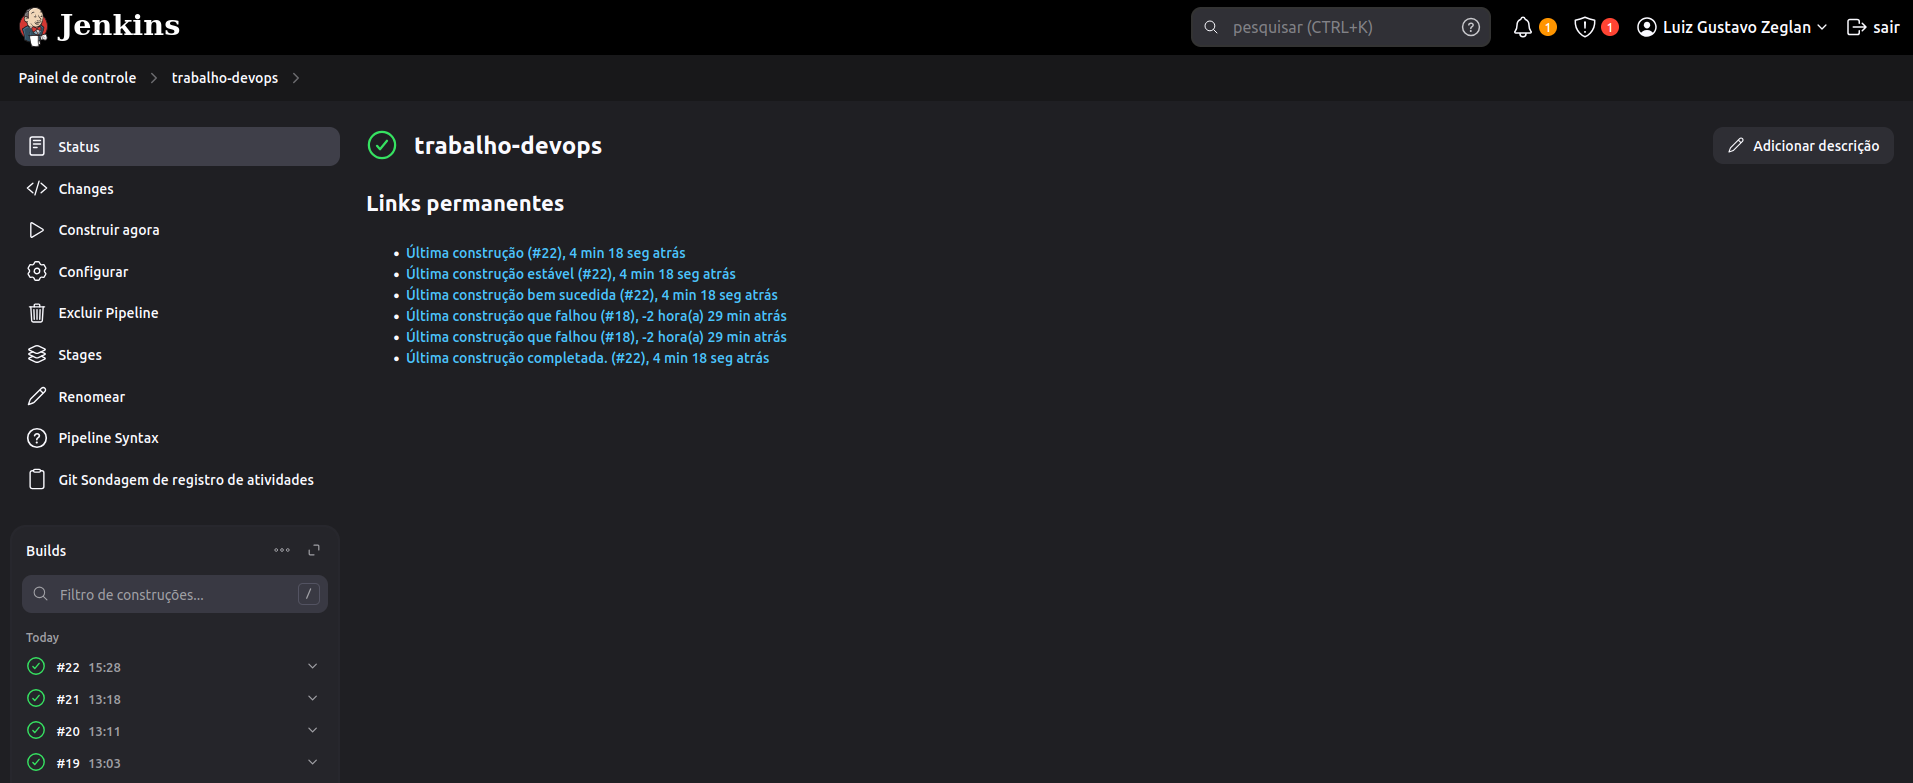 Jenkins
pesquisar (CTRL+K)
1
1
Luiz Gustavo Zeglan
sair
Painel de controle
trabalho-devops
Status
Changes
Construir agora
Configurar
Excluir Pipeline
Stages
Renomear
Pipeline Syntax
Git Sondagem de registro de atividades
Builds
Filtro de construções...
/
Today
#22 15:28
#21 13:18
#20 13:11
#19 13:03
trabalho-devops
Adicionar descrição
Links permanentes
Última construção (#22), 4 min 18 seg atrás
Última construção estável (#22), 4 min 18 seg atrás
Última construção bem sucedida (#22), 4 min 18 seg atrás
Última construção que falhou (#18), -2 hora(a) 29 min atrás
Última construção que falhou (#18), -2 hora(a) 29 min atrás
Última construção completada. (#22), 4 min 18 seg atrás